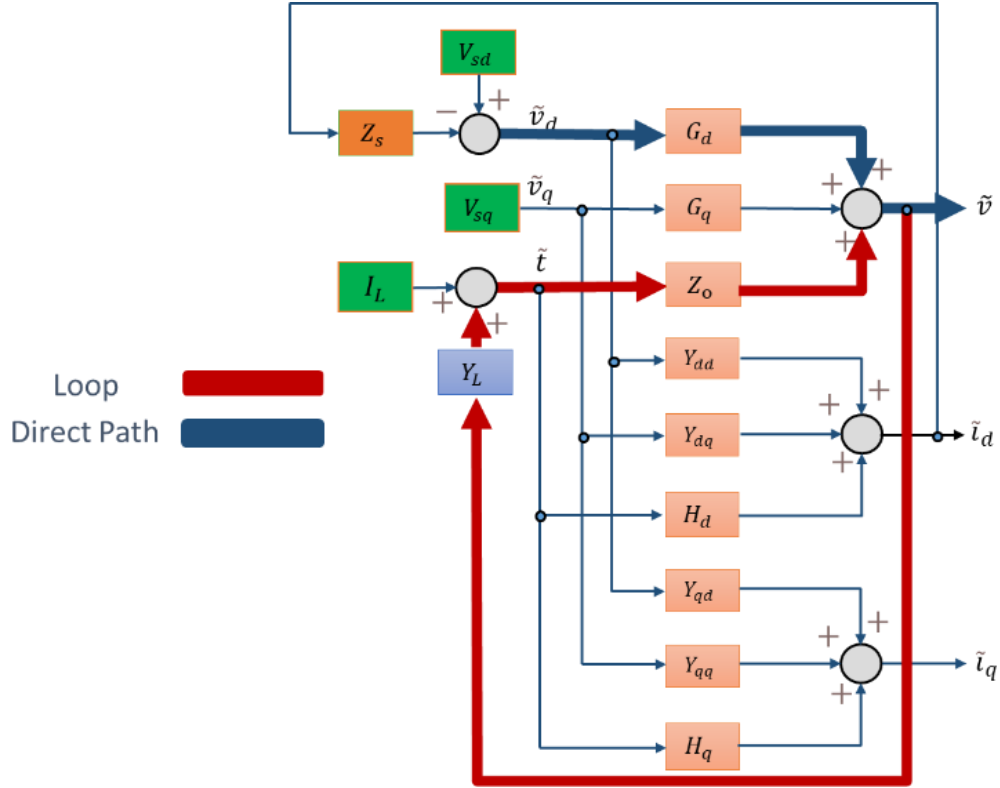 V_sd
+
−
Z_s
ṽ_d
G_d
+
+
V_sq
ṽ_q
G_q
ṽ
+
t̃
I_L
+
Z_o
+
Y_L
Y_dd
Loop
+
+
Direct Path
Y_dq
ĩ_d
+
H_d
Y_qd
+
+
Y_qq
ĩ_q
+
H_q